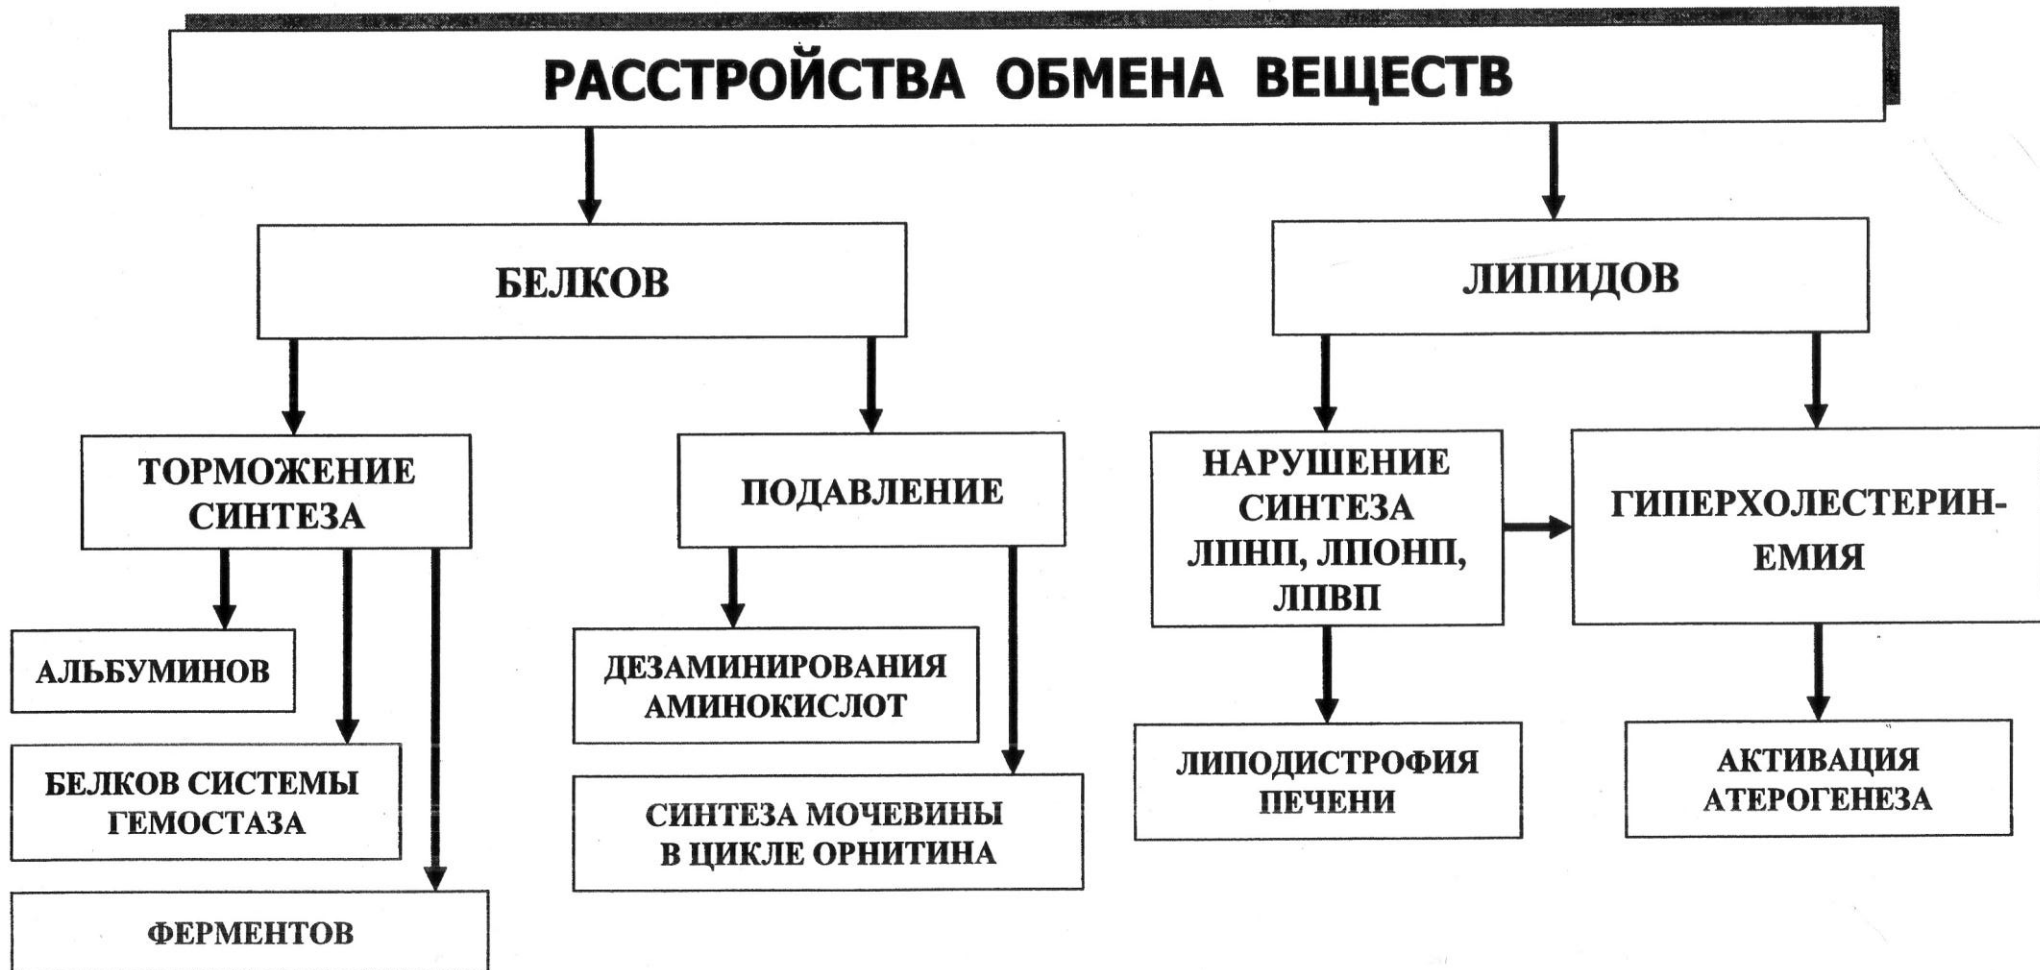 РАССТРОЙСТВА ОБМЕНА ВЕЩЕСТВ
БЕЛКОВ
ЛИПИДОВ
ТОРМОЖЕНИЕ
СИНТЕЗА
ПОДАВЛЕНИЕ
НАРУШЕНИЕ
СИНТЕЗА
ЛПНП, ЛПОНП,
ЛПВП
ГИПЕРХОЛЕСТЕРИН-
ЕМИЯ
АЛЬБУМИНОВ
БЕЛКОВ СИСТЕМЫ
ГЕМОСТАЗА
ФЕРМЕНТОВ
ДЕЗАМИНИРОВАНИЯ
АМИНОКИСЛОТ
СИНТЕЗА МОЧЕВИНЫ
В ЦИКЛЕ ОРНИТИНА
ЛИПОДИСТРОФИЯ
ПЕЧЕНИ
АКТИВАЦИЯ
АТЕРОГЕНЕЗА